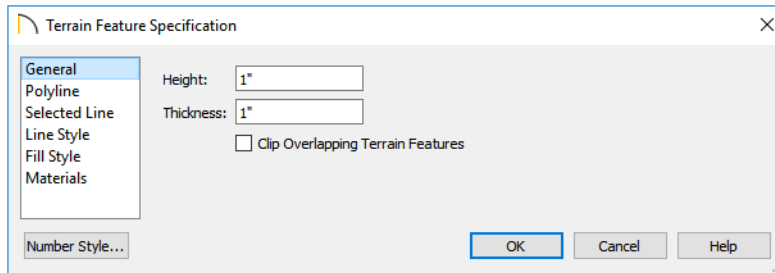 Terrain Feature Specification
General
Polyline
Selected Line
Line Style
Fill Style
Materials
Height: 1"
Thickness: 1"
Clip Overlapping Terrain Features
Number Style...
OK
Cancel
Help